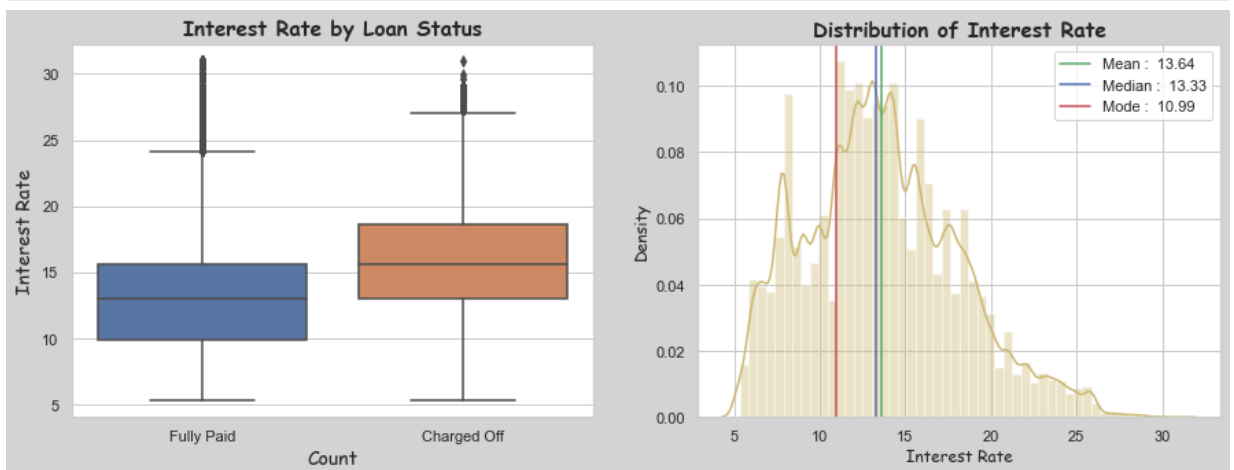 Interest Rate by Loan Status
Interest Rate
30
25
20
15
10
5
Fully Paid
Charged Off
Count
Distribution of Interest Rate
Mean : 13.64
Median : 13.33
Mode : 10.99
Density
0.10
0.08
0.06
0.04
0.02
0.00
5
10
15
20
25
30
Interest Rate